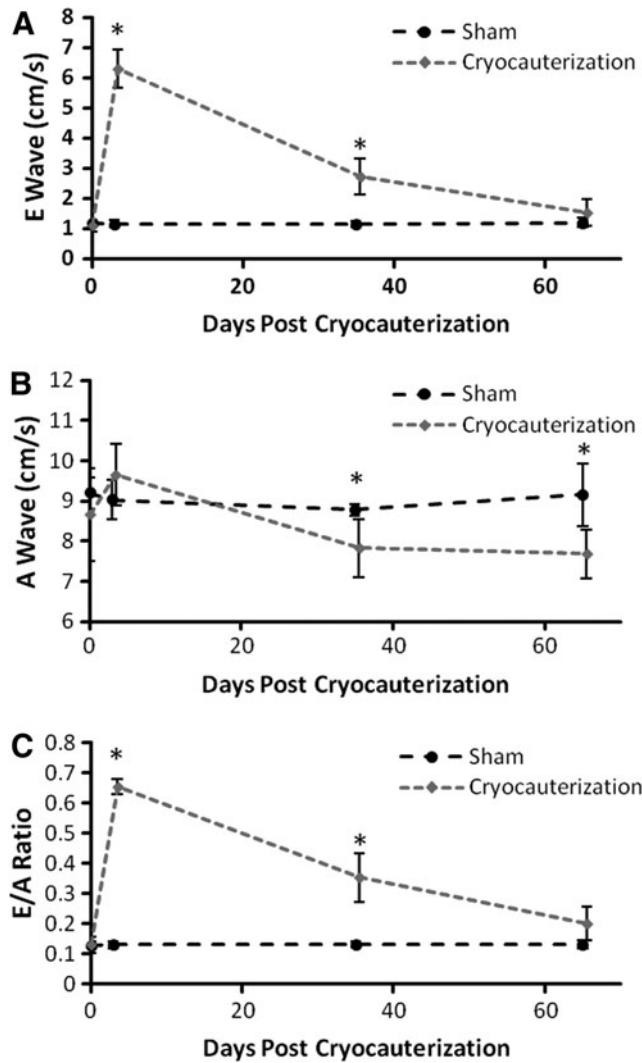 A
E Wave (cm/s)
8
7
6
5
4
3
2
1
0
*
*
Sham
Cryocauterization
0 20 40 60
Days Post Cryocauterization
B
A Wave (cm/s)
12
11
10
9
8
7
6
*
*
Sham
Cryocauterization
0 20 40 60
Days Post Cryocauterization
C
E/A Ratio
0.8
0.7
0.6
0.5
0.4
0.3
0.2
0.1
0
*
*
Sham
Cryocauterization
0 20 40 60
Days Post Cryocauterization